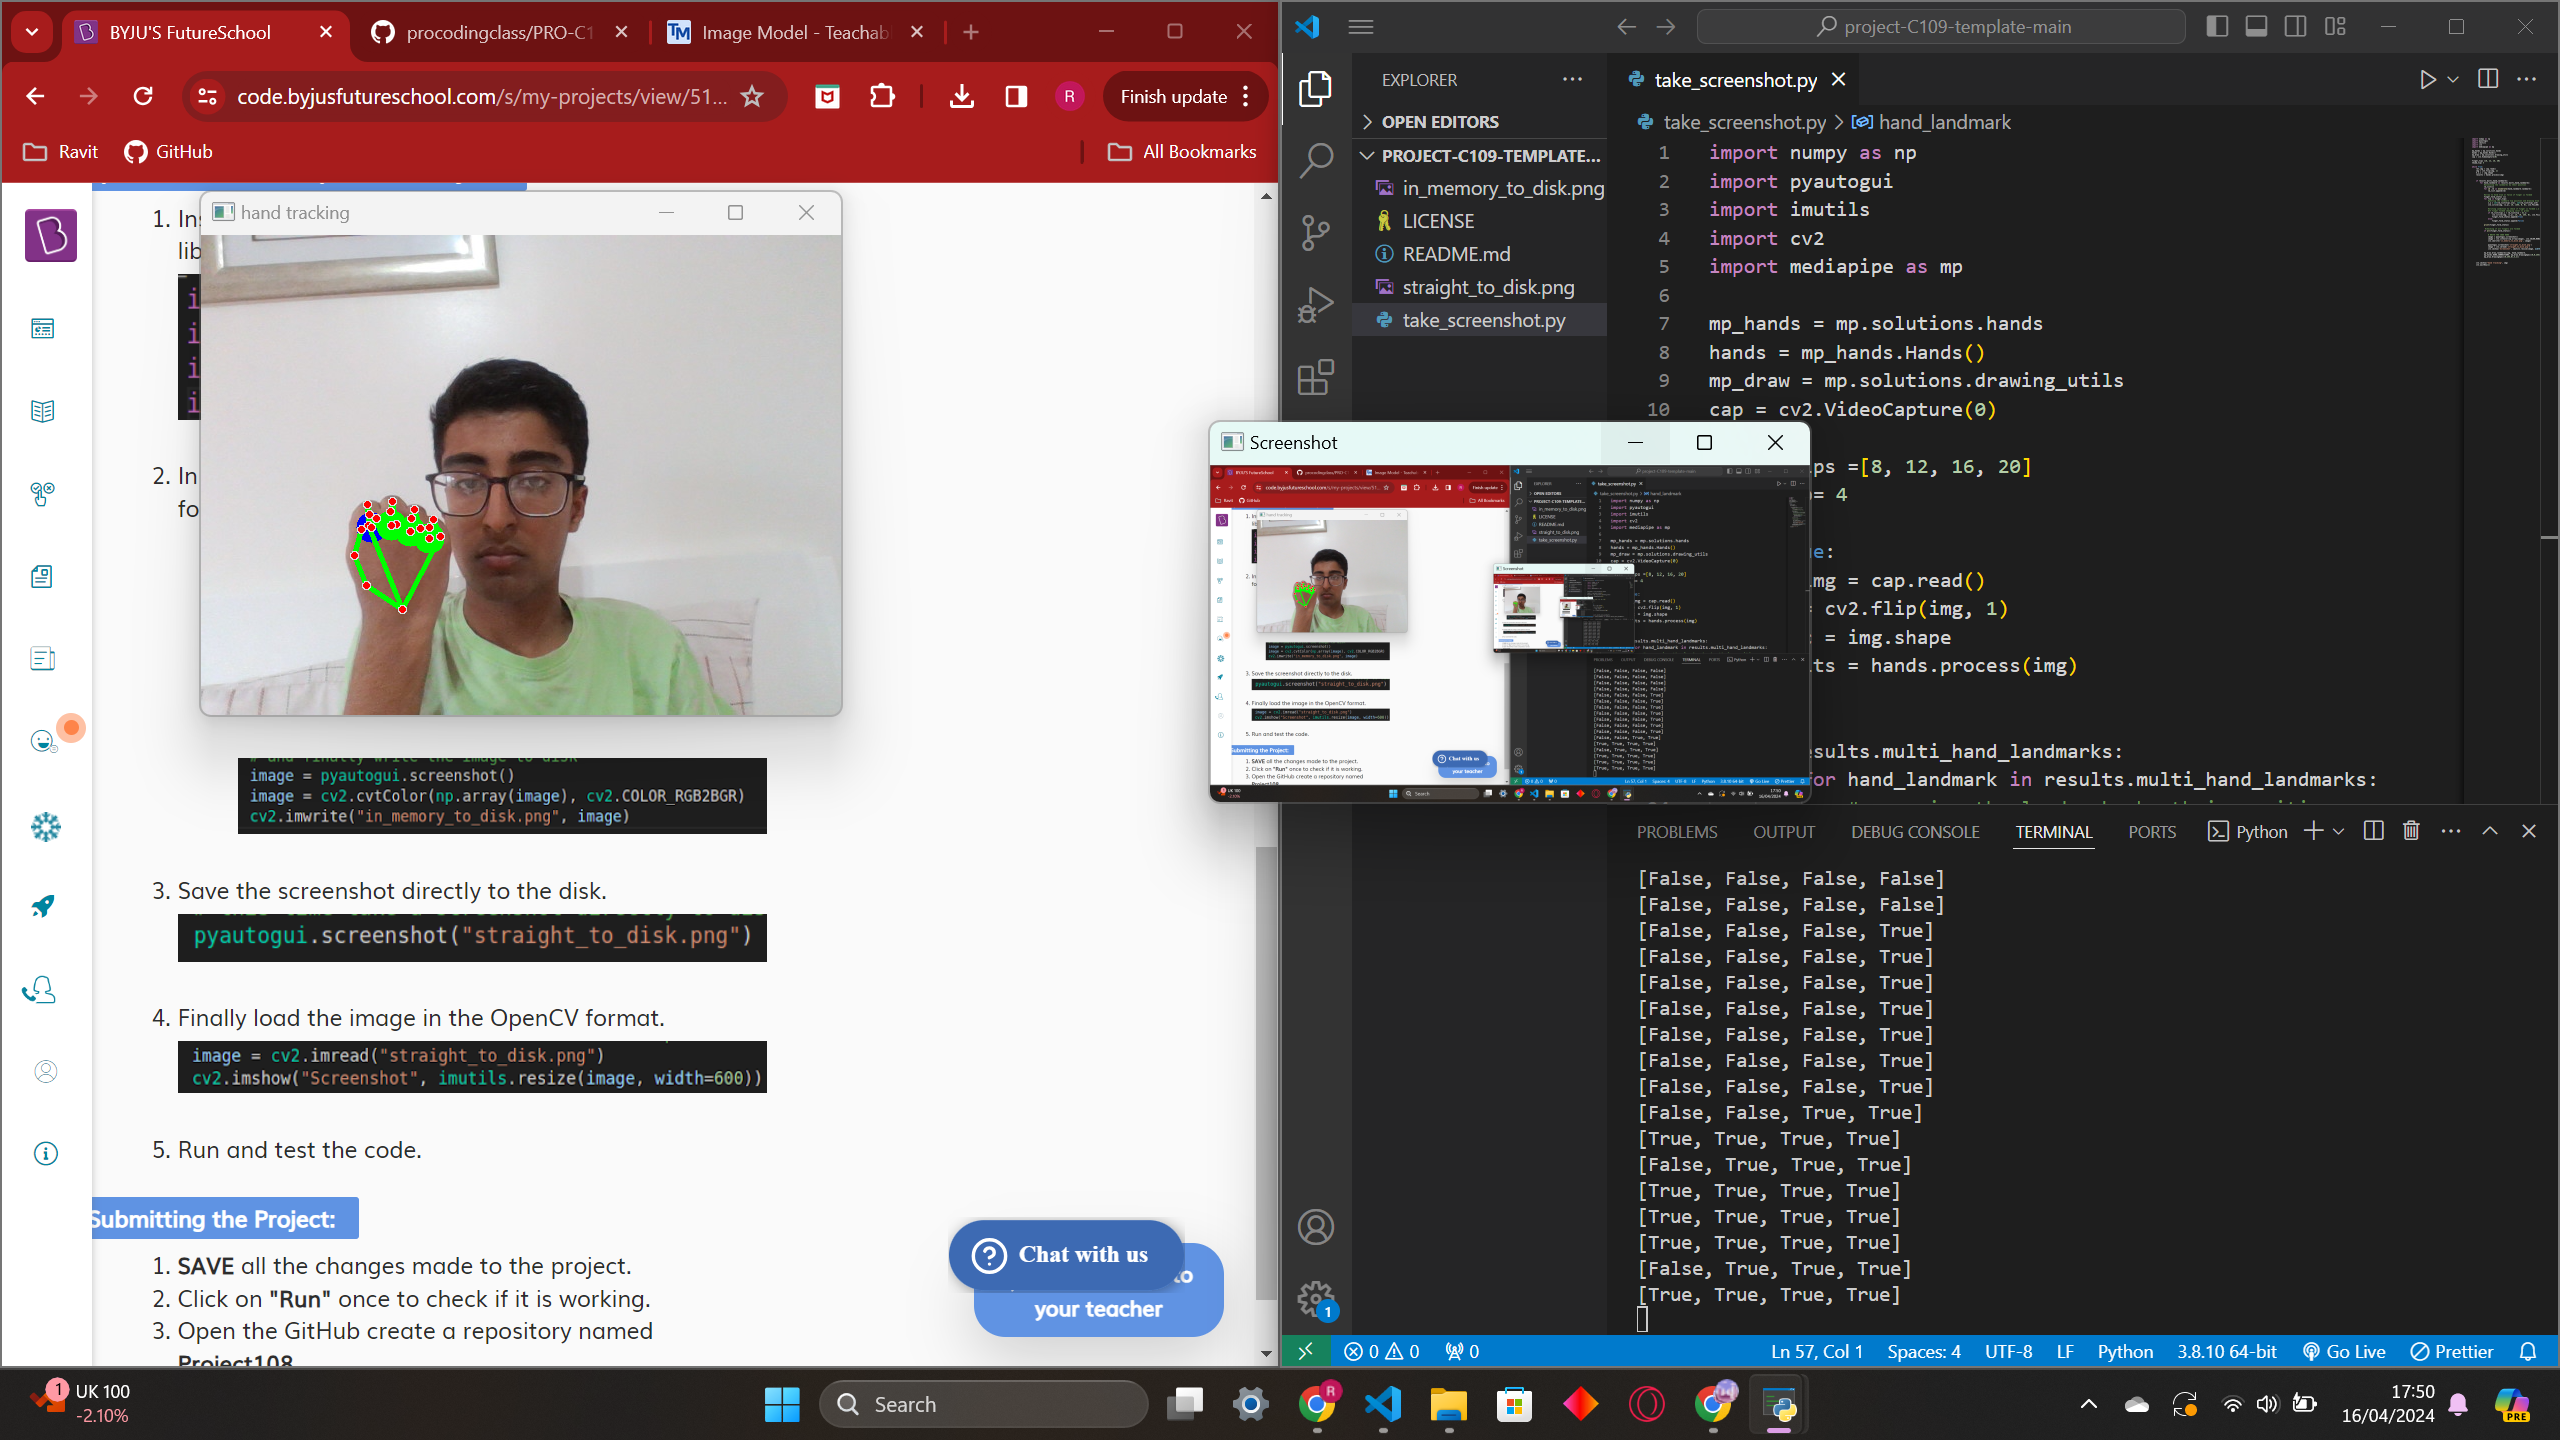 BYJU'S FutureSchool
procodingclass/PRO-C1
Image Model - Teachabl
code.byjusfutureschool.com/s/my-projects/view/51...
R
Finish update
Ravit
GitHub
All Bookmarks
1. Ins
lib
hand tracking
2. In
fo
image = pyautogui.screenshot()
image = cv2.cvtColor(np.array(image), cv2.COLOR_RGB2BGR)
cv2.imwrite("in_memory_to_disk.png", image)
3. Save the screenshot directly to the disk.
pyautogui.screenshot("straight_to_disk.png")
4. Finally load the image in the OpenCV format.
image = cv2.imread("straight_to_disk.png")
cv2.imshow("Screenshot", imutils.resize(image, width=600))
5. Run and test the code.
Submitting the Project:
1. SAVE all the changes made to the project.
2. Click on "Run" once to check if it is working.
3. Open the GitHub create a repository named
Project108
Chat with us
to
your teacher
project-C109-template-main
EXPLORER
OPEN EDITORS
PROJECT-C109-TEMPLATE...
in_memory_to_disk.png
LICENSE
README.md
straight_to_disk.png
take_screenshot.py
take_screenshot.py
take_screenshot.py > hand_landmark
1 import numpy as np
2 import pyautogui
3 import imutils
4 import cv2
5 import mediapipe as mp
6
7 mp_hands = mp.solutions.hands
8 hands = mp_hands.Hands()
9 mp_draw = mp.solutions.drawing_utils
10 cap = cv2.VideoCapture(0)
ps =[8, 12, 16, 20]
= 4
e:
mg = cap.read()
= cv2.flip(img, 1)
= img.shape
ts = hands.process(img)
sults.multi_hand_landmarks:
or hand_landmark in results.multi_hand_landmarks:
Screenshot
PROBLEMS OUTPUT DEBUG CONSOLE TERMINAL PORTS Python
[False, False, False, False]
[False, False, False, False]
[False, False, False, True]
[False, False, False, True]
[False, False, False, True]
[False, False, False, True]
[False, False, False, True]
[False, False, False, True]
[False, False, False, True]
[False, False, True, True]
[True, True, True, True]
[False, True, True, True]
[True, True, True, True]
[True, True, True, True]
[True, True, True, True]
[False, True, True, True]
[True, True, True, True]
1
0 0 0 Ln 57, Col 1 Spaces: 4 UTF-8 LF Python 3.8.10 64-bit Go Live Prettier
1
UK 100
-2.10%
Search
R
17:50
16/04/2024
PRE